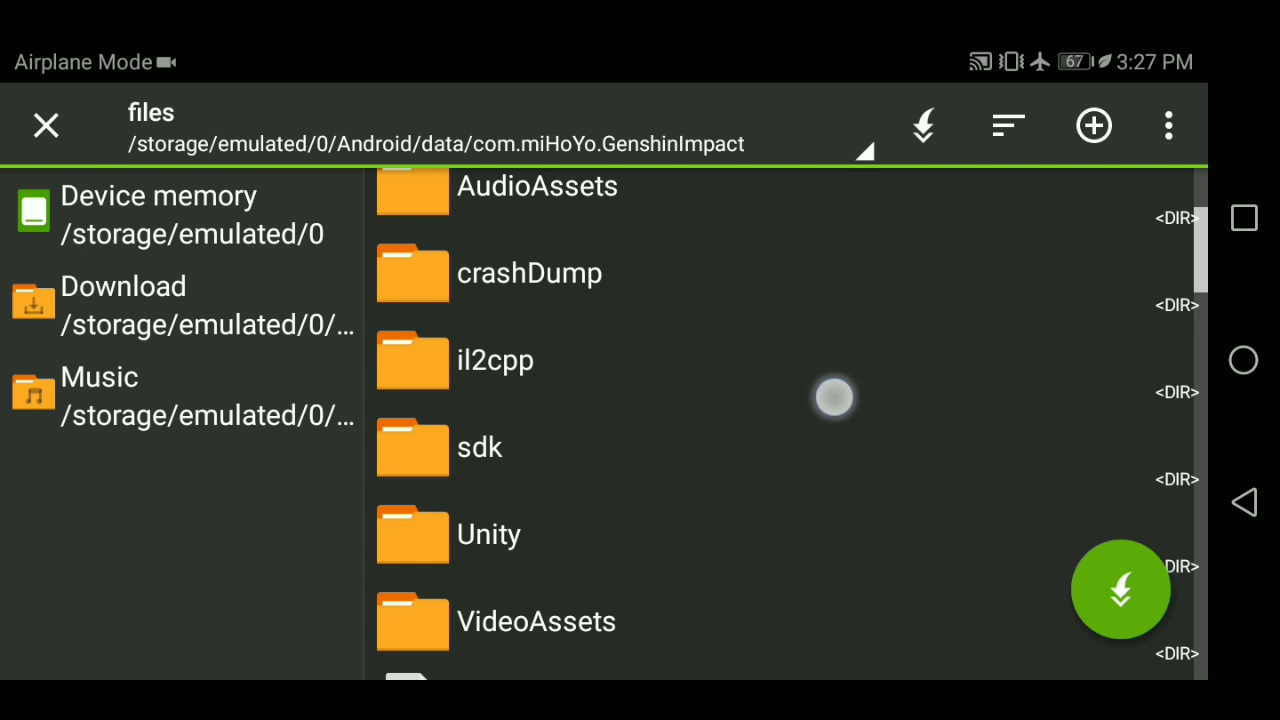 Airplane Mode
67
3:27 PM
files
/storage/emulated/0/Android/data/com.miHoYo.GenshinImpact
Device memory
/storage/emulated/0
Download
/storage/emulated/0/...
Music
/storage/emulated/0/...
AudioAssets
<DIR>
crashDump
<DIR>
il2cpp
<DIR>
sdk
<DIR>
Unity
DIR>
VideoAssets
<DIR>